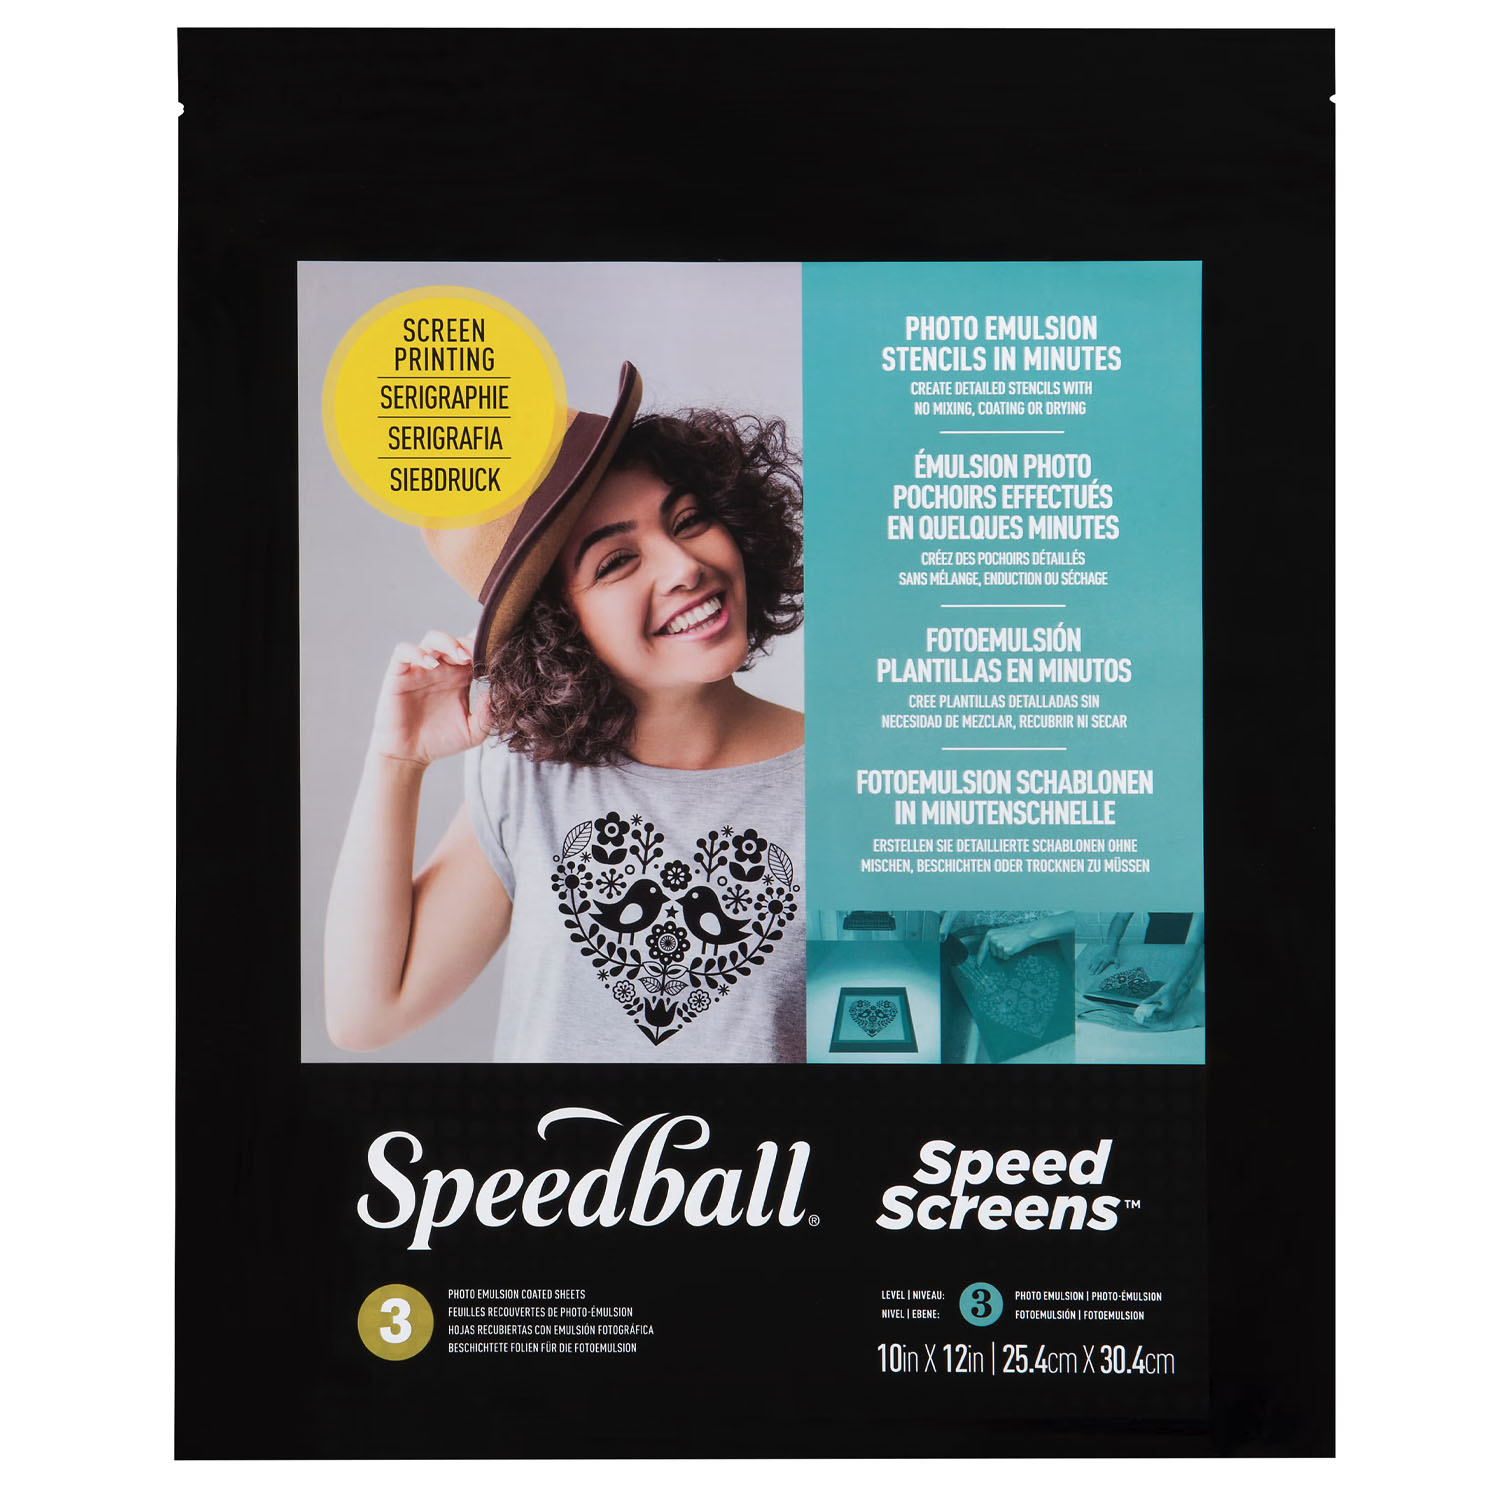 SCREEN
PRINTING
SERIGRAPHIE
SERIGRAFIA
SIEBDRUCK
PHOTO EMULSION
STENCILS IN MINUTES
CREATE DETAILED STENCILS WITH
NO MIXING, COATING OR DRYING
ÉMULSION PHOTO
POCHOIRS EFFECTUÉS
EN QUELQUES MINUTES
CRÉEZ DES POCHOIRS DÉTAILLÉS
SANS MÉLANGE, ENDUCTION OU SÉCHAGE
FOTOEMULSIÓN
PLANTILLAS EN MINUTOS
CREE PLANTILLAS DETALLADAS SIN
NECESIDAD DE MEZCLAR, RECUBRIR NI SECAR
FOTOEMULSION SCHABLONEN
IN MINUTENSCHNELLE
ERSTELLEN SIE DETAILLIERTE SCHABLONEN OHNE
MISCHEN, BESCHICHTEN ODER TROCKNEN ZU MÜSSEN
Speedball®
Speed
Screens™
3
PHOTO EMULSION COATED SHEETS
FEUILLES RECOUVERTES DE PHOTO-ÉMULSION
HOJAS RECUBIERTAS CON EMULSIÓN FOTOGRÁFICA
BESCHICHTETE FOLIEN FÜR DIE FOTOEMULSION
LEVEL | NIVEAU:
NIVEL | EBENE:
3
PHOTO EMULSION | PHOTO-ÉMULSION
FOTOEMULSIÓN | FOTOEMULSION
10in X 12in | 25.4cm X 30.4cm